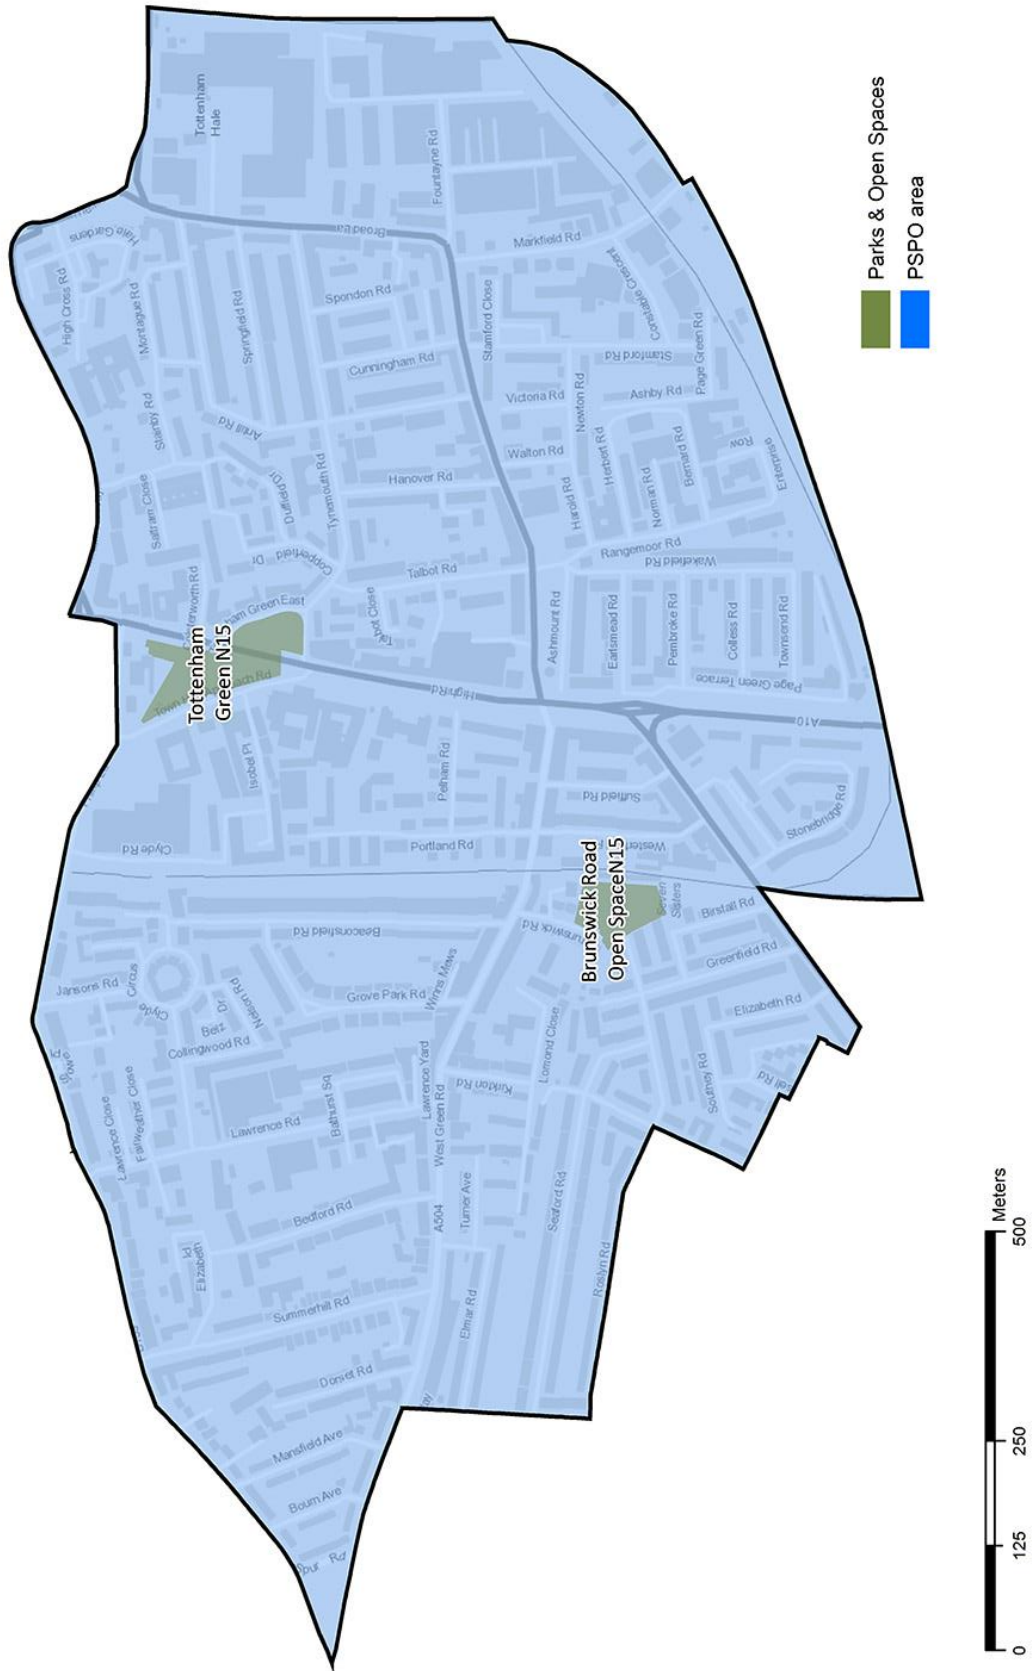 Tottenham
Hale
Hale Gardens
High Cross Rd
Montague Rd
Springfield Rd
Broad La
Fountayne Rd
Markfield Rd
Constable Crescent
Spondon Rd
Cunningham Rd
Stamford Close
Stamford Rd
Page Green Rd
Ashby Rd
Victoria Rd
Newton Rd
Stainby Rd
Antill Rd
Walton Rd
Herbert Rd
Bernard Rd
Row
Enterprise
Norman Rd
Harold Rd
Hanover Rd
Tynemouth Rd
Duffield Dr
Saltram Close
Copperfield
Dr
Talbot Rd
Rangemoor Rd
Wakefield Rd
Talbot Close
Ashmount Rd
Earlsmead Rd
Pembroke Rd
Colless Rd
Townsend Rd
Page Green Terrace
High Rd
A10
Tottenham
Green N15
Isobel Pl
Pelham Rd
Suffield Rd
Stonebridge Rd
Clyde Rd
Portland Rd
Brunswick Road
Open SpaceN15
Seven
Sisters
Birstall Rd
Greenfield Rd
Elizabeth Rd
Beaconsfield Rd
Winns Mews
Grove Park Rd
Jansons Rd
Clyde
Circus
Nelson Rd
Belz
Dr
Collingwood Rd
Lomond Close
Kirkton Rd
Southey Rd
Lawrence Yard
West Green Rd
Bathurst Sq
Lawrence Rd
Lawrence Close
Fairweather Close
A504
Turner Ave
Seaford Rd
Bedford Rd
Elizabeth
Pl
Summerhill Rd
Elmar Rd
Roslyn Rd
Dorset Rd
Mansfield Ave
Bourn Ave
Spur Rd
Parks & Open Spaces
PSPO area
0 125 250 500
Meters